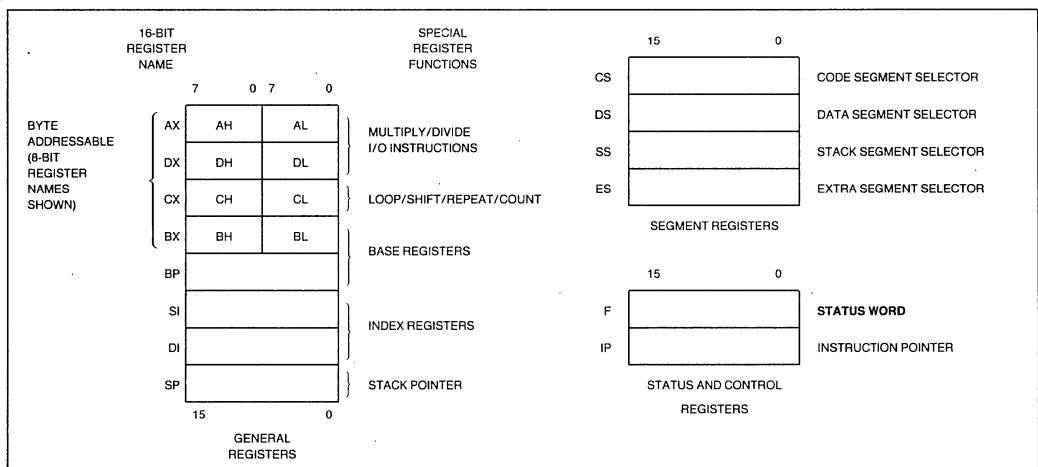 16-BIT
REGISTER
NAME
SPECIAL
REGISTER
FUNCTIONS
7 0 7 0
BYTE
ADDRESSABLE
(8-BIT
REGISTER
NAMES
SHOWN)
AX AH AL
DX DH DL
CX CH CL
BX BH BL
BP
SI
DI
SP
15 0
MULTIPLY/DIVIDE
I/O INSTRUCTIONS
LOOP/SHIFT/REPEAT/COUNT
BASE REGISTERS
INDEX REGISTERS
STACK POINTER
GENERAL
REGISTERS
15 0
CS CODE SEGMENT SELECTOR
DS DATA SEGMENT SELECTOR
SS STACK SEGMENT SELECTOR
ES EXTRA SEGMENT SELECTOR
SEGMENT REGISTERS
15 0
F STATUS WORD
IP INSTRUCTION POINTER
STATUS AND CONTROL
REGISTERS